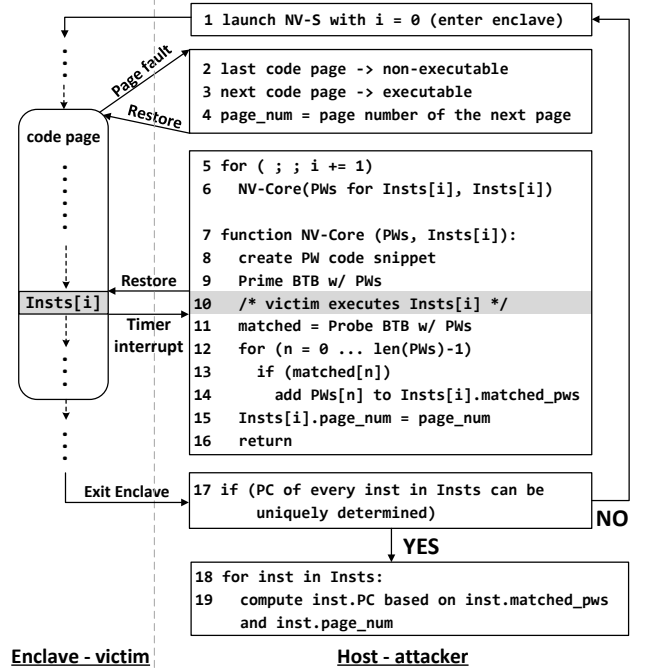 1 launch NV-S with i = 0 (enter enclave)
Page fault
2 last code page -> non-executable
3 next code page -> executable
4 page_num = page number of the next page
Restore
code page
5 for ( ; ; i += 1)
6 NV-Core(PWs for Insts[i], Insts[i])
7 function NV-Core (PWs, Insts[i]):
8 create PW code snippet
9 Prime BTB w/ PWs
Restore
Insts[i]
10 /* victim executes Insts[i] */
Timer
interrupt
11 matched = Probe BTB w/ PWs
12 for (n = 0 ... len(PWs)-1)
13 if (matched[n])
14 add PWs[n] to Insts[i].matched_pws
15 Insts[i].page_num = page_num
16 return
Exit Enclave
17 if (PC of every inst in Insts can be
uniquely determined)
NO
YES
18 for inst in Insts:
19 compute inst.PC based on inst.matched_pws
and inst.page_num
Enclave - victim
Host - attacker